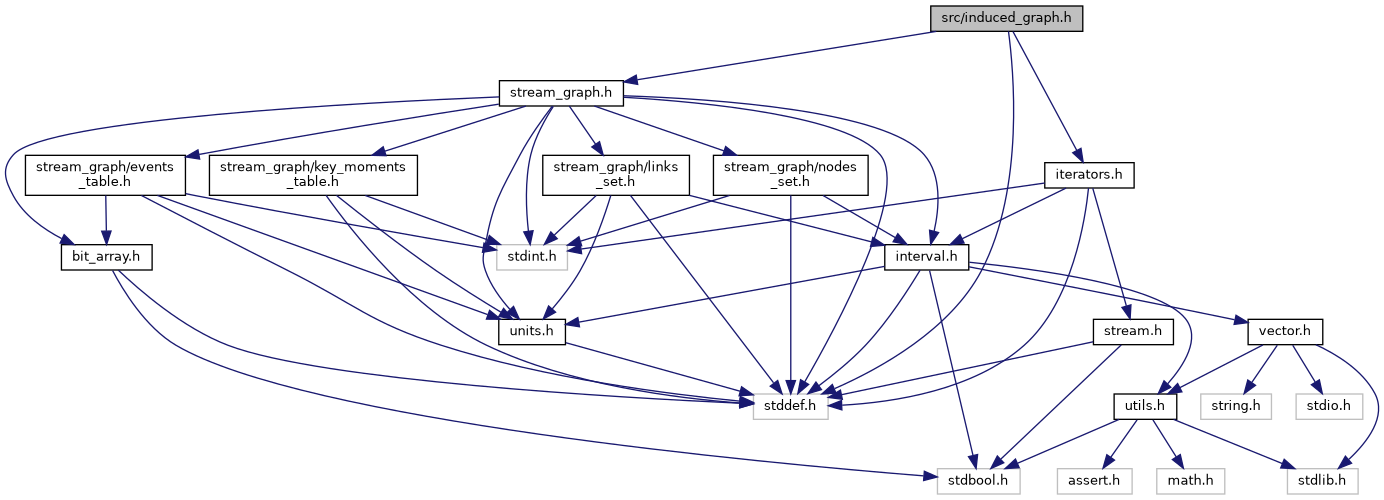 src/induced_graph.h
stream_graph.h
stream_graph/events
_table.h
stream_graph/key_moments
_table.h
stream_graph/links
_set.h
stream_graph/nodes
_set.h
iterators.h
bit_array.h
stdint.h
interval.h
units.h
stream.h
vector.h
stddef.h
utils.h
string.h
stdio.h
stdbool.h
assert.h
math.h
stdlib.h